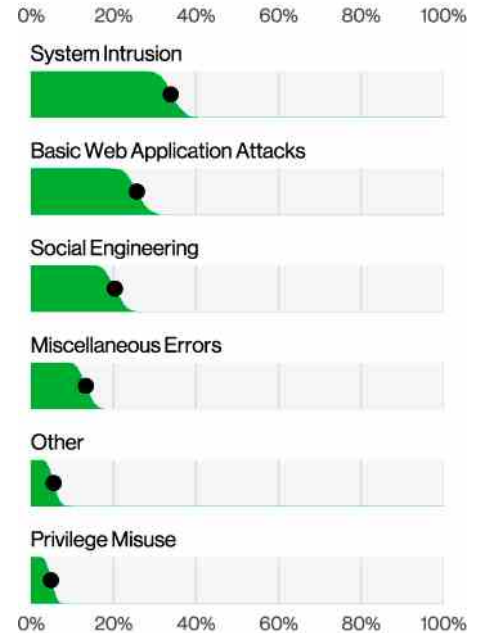 0% 20% 40% 60% 80% 100%
System Intrusion
Basic Web Application Attacks
Social Engineering
Miscellaneous Errors
Other
Privilege Misuse
0% 20% 40% 60% 80% 100%